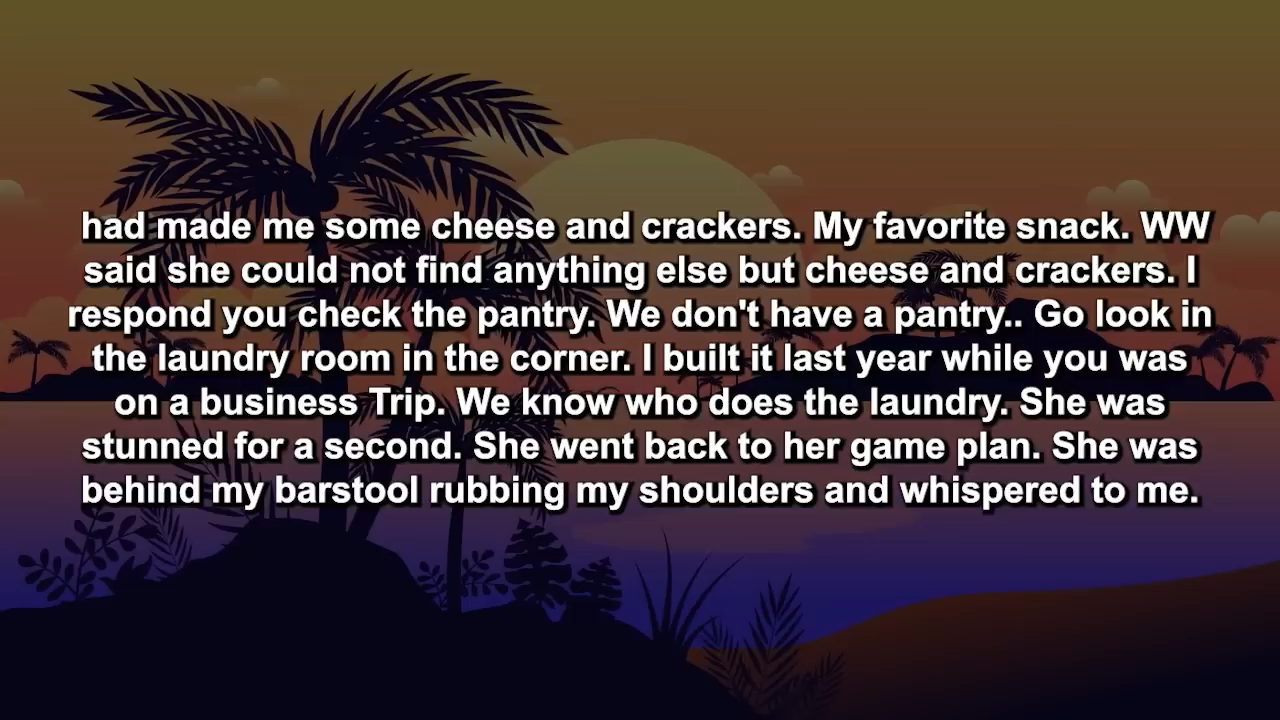 had made me some cheese and crackers. My favorite snack. WW
said she could not find anything else but cheese and crackers. I
respond you check the pantry. We don't have a pantry.. Go look in
the laundry room in the corner. I built it last year while you was
on a business Trip. We know who does the laundry. She was
stunned for a second. She went back to her game plan. She was
behind my barstool rubbing my shoulders and whispered to me.